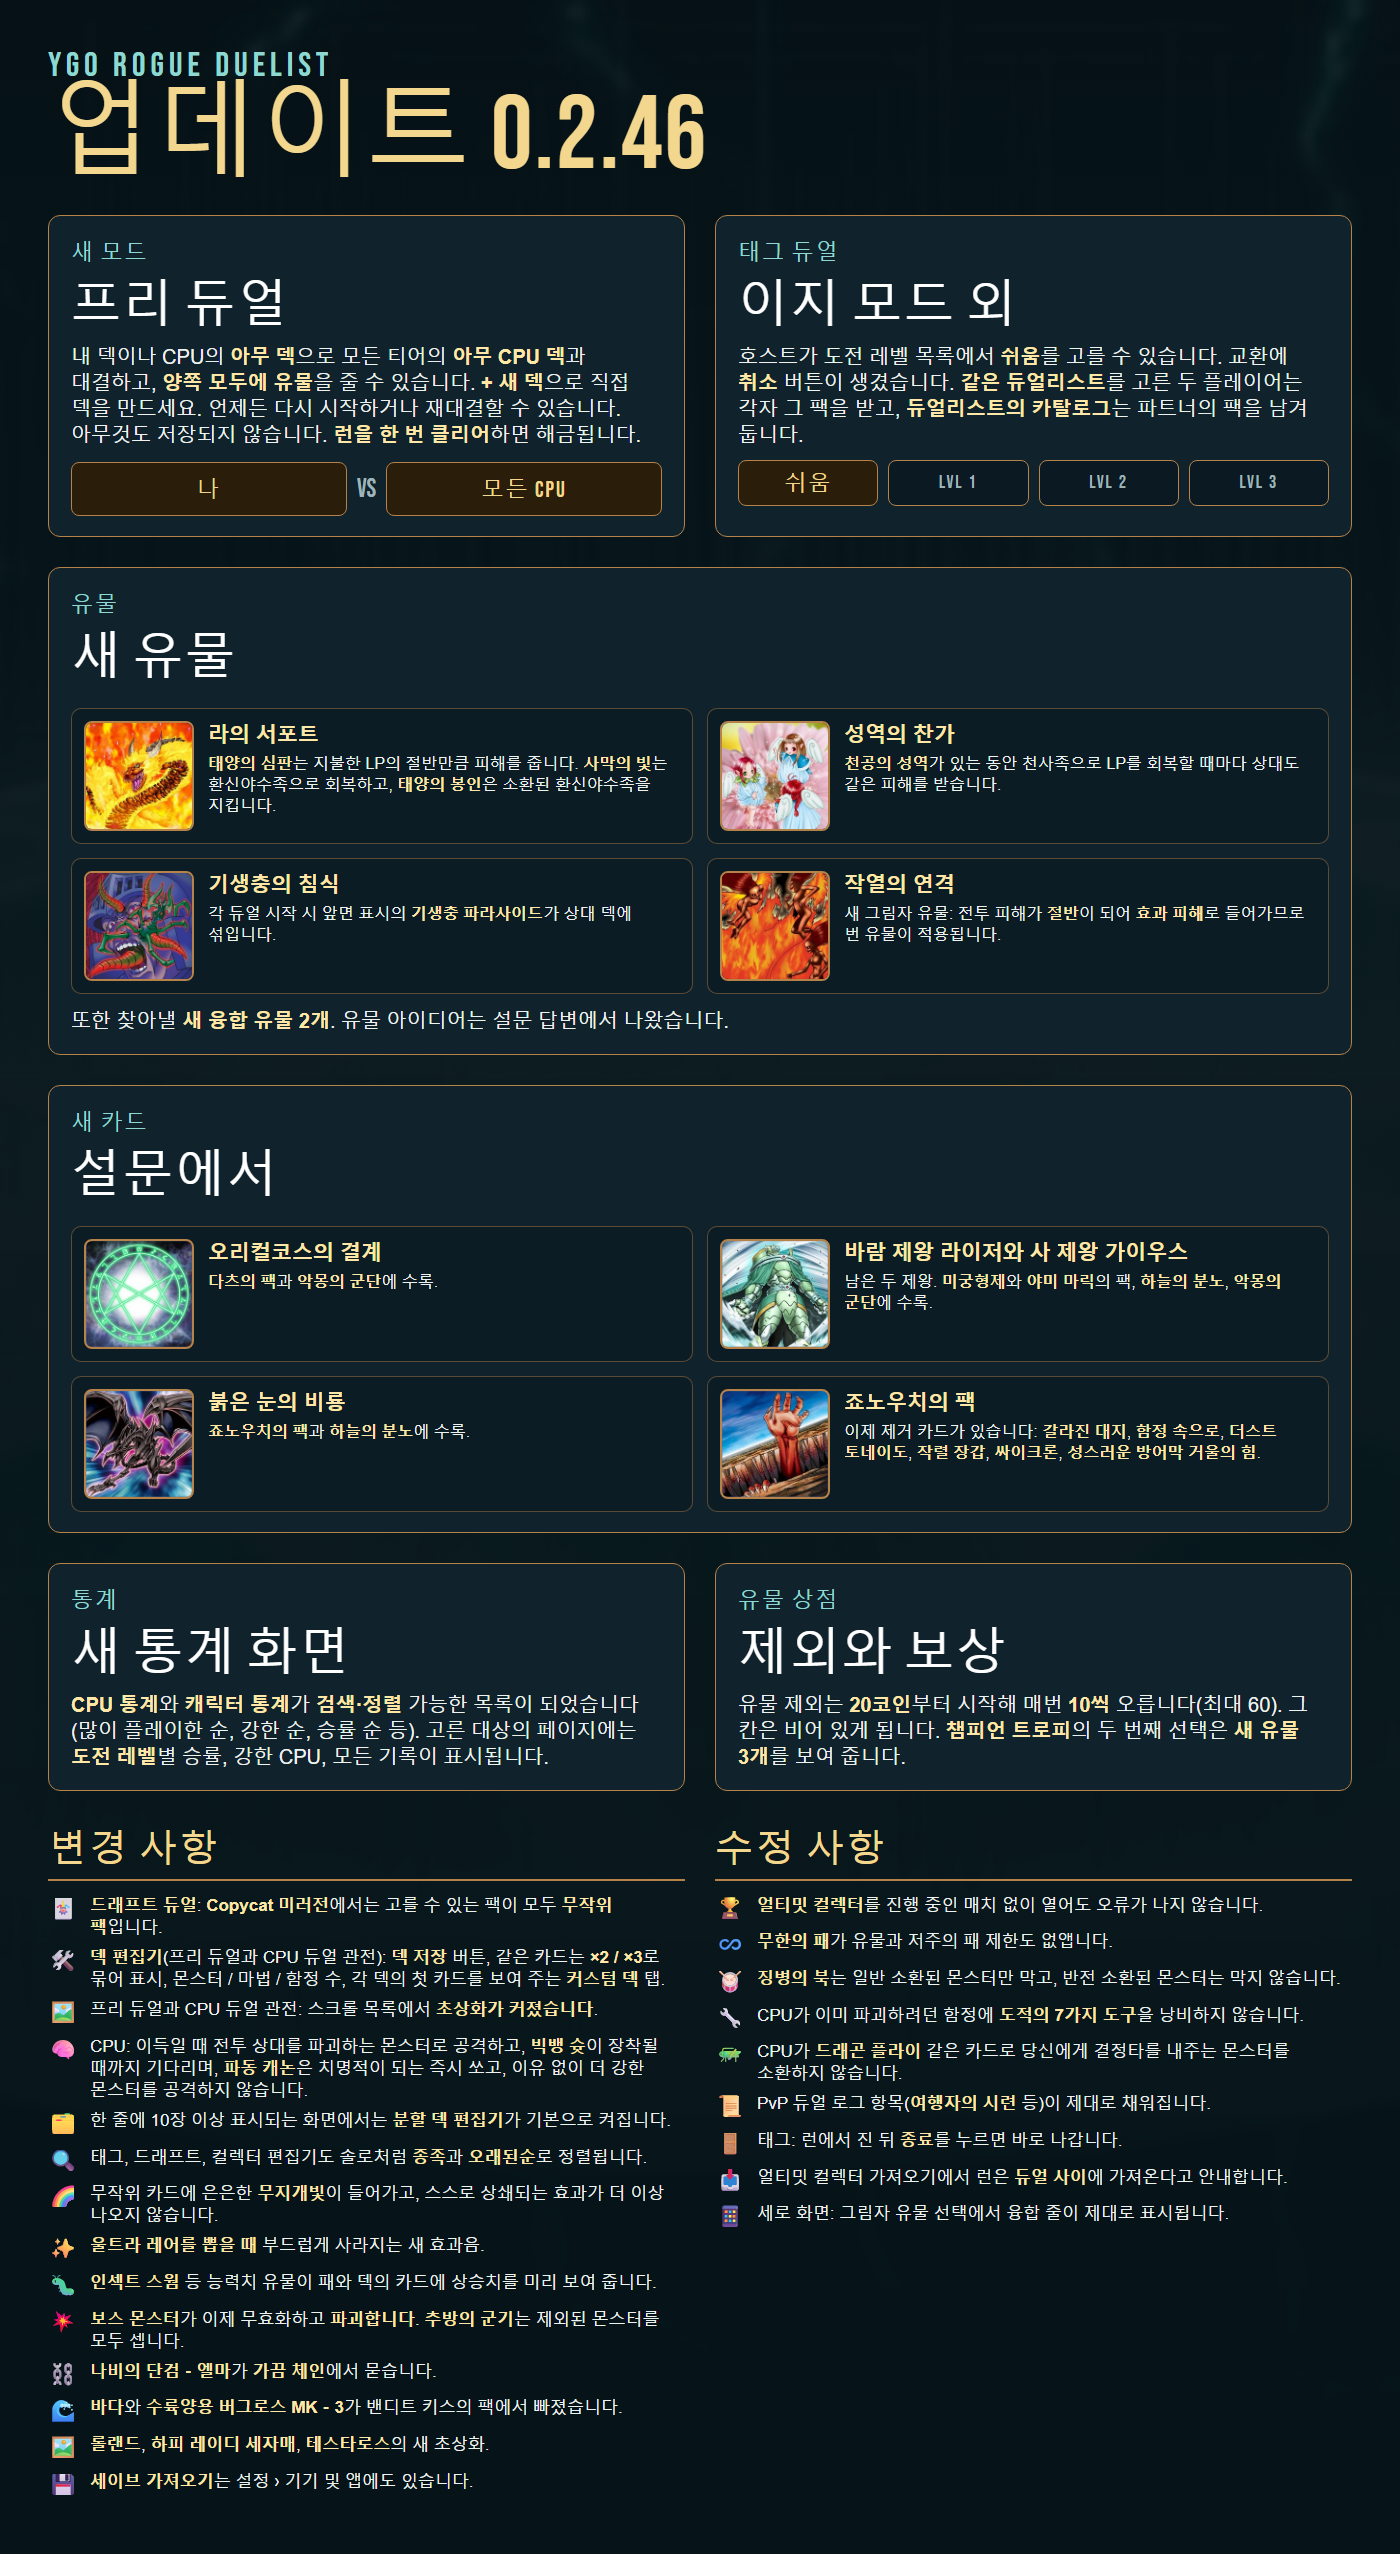 YGO ROGUE DUELIST
업데이트 0.2.46
새 모드
프리 듀얼
내 덱이나 CPU의 아무 덱으로 모든 티어의 아무 CPU 덱과
대결하고, 양쪽 모두에 유물을 줄 수 있습니다. + 새 덱으로 직접
덱을 만드세요. 언제든 다시 시작하거나 재대결할 수 있습니다.
아무것도 저장되지 않습니다. 런을 한 번 클리어하면 해금됩니다.
나
VS
모든 CPU
태그 듀얼
이지 모드 외
호스트가 도전 레벨 목록에서 쉬움를 고를 수 있습니다. 교환에
취소 버튼이 생겼습니다. 같은 듀얼리스트를 고른 두 플레이어는
각자 그 팩을 받고, 듀얼리스트의 카탈로그는 파트너의 팩을 남겨
둡니다.
쉬움
LVL 1
LVL 2
LVL 3
유물
새 유물
라의 서포트
태양의 심판는 지불한 LP의 절반만큼 피해를 줍니다. 사막의 빛는
환신야수족으로 회복하고, 태양의 봉인은 소환된 환신야수족을
지킵니다.
성역의 찬가
천공의 성역가 있는 동안 천사족으로 LP를 회복할 때마다 상대도
같은 피해를 받습니다.
기생충의 침식
각 듀얼 시작 시 앞면 표시의 기생충 파라사이드가 상대 덱에
섞입니다.
작열의 연격
새 그림자 유물: 전투 피해가 절반이 되어 효과 피해로 들어가므로
번 유물이 적용됩니다.
또한 찾아낼 새 융합 유물 2개. 유물 아이디어는 설문 답변에서 나왔습니다.
새 카드
설문에서
오리컬코스의 결계
다츠의 팩과 악몽의 군단에 수록.
바람 제왕 라이저와 사 제왕 가이우스
남은 두 제왕. 미궁형제와 야미 마릭의 팩, 하늘의 분노, 악몽의
군단에 수록.
붉은 눈의 비룡
죠노우치의 팩과 하늘의 분노에 수록.
죠노우치의 팩
이제 제거 카드가 있습니다: 갈라진 대지, 함정 속으로, 더스트
토네이도, 작렬 장갑, 싸이크론, 성스러운 방어막 거울의 힘.
통계
새 통계 화면
CPU 통계와 캐릭터 통계가 검색·정렬 가능한 목록이 되었습니다
(많이 플레이한 순, 강한 순, 승률 순 등). 고른 대상의 페이지에는
도전 레벨별 승률, 강한 CPU, 모든 기록이 표시됩니다.
유물 상점
제외와 보상
유물 제외는 20코인부터 시작해 매번 10씩 오릅니다(최대 60). 그
칸은 비어 있게 됩니다. 챔피언 트로피의 두 번째 선택은 새 유물
3개를 보여 줍니다.
변경 사항
드래프트 듀얼: Copycat 미러전에서는 고를 수 있는 팩이 모두 무작위
팩입니다.
덱 편집기(프리 듀얼과 CPU 듀얼 관전): 덱 저장 버튼, 같은 카드는 ×2 / ×3로
묶어 표시, 몬스터 / 마법 / 함정 수, 각 덱의 첫 카드를 보여 주는 커스텀 덱 탭.
프리 듀얼과 CPU 듀얼 관전: 스크롤 목록에서 초상화가 커졌습니다.
CPU: 이득일 때 전투 상대를 파괴하는 몬스터로 공격하고, 빅뱅 슛이 장착될
때까지 기다리며, 파동 캐논은 치명적이 되는 즉시 쏘고, 이유 없이 더 강한
몬스터를 공격하지 않습니다.
한 줄에 10장 이상 표시되는 화면에서는 분할 덱 편집기가 기본으로 켜집니다.
태그, 드래프트, 컬렉터 편집기도 솔로처럼 종족과 오래된순로 정렬됩니다.
무작위 카드에 은은한 무지개빛이 들어가고, 스스로 상쇄되는 효과가 더 이상
나오지 않습니다.
울트라 레어를 뽑을 때 부드럽게 사라지는 새 효과음.
인섹트 스웜 등 능력치 유물이 패와 덱의 카드에 상승치를 미리 보여 줍니다.
보스 몬스터가 이제 무효화하고 파괴합니다. 추방의 군기는 제외된 몬스터를
모두 셉니다.
나비의 단검 - 엘마가 가끔 체인에서 묻습니다.
바다와 수륙양용 버그로스 MK - 3가 밴디트 키스의 팩에서 빠졌습니다.
롤랜드, 하피 레이디 세자매, 테스타로스의 새 초상화.
세이브 가져오기는 설정 › 기기 및 앱에도 있습니다.
수정 사항
얼티밋 컬렉터를 진행 중인 매치 없이 열어도 오류가 나지 않습니다.
무한의 패가 유물과 저주의 패 제한도 없앱니다.
징병의 북는 일반 소환된 몬스터만 막고, 반전 소환된 몬스터는 막지 않습니다.
CPU가 이미 파괴하려던 함정에 도적의 7가지 도구을 낭비하지 않습니다.
CPU가 드래곤 플라이 같은 카드로 당신에게 결정타를 내주는 몬스터를
소환하지 않습니다.
PvP 듀얼 로그 항목(여행자의 시련 등)이 제대로 채워집니다.
태그: 런에서 진 뒤 종료를 누르면 바로 나갑니다.
얼티밋 컬렉터 가져오기에서 런은 듀얼 사이에 가져온다고 안내합니다.
세로 화면: 그림자 유물 선택에서 융합 줄이 제대로 표시됩니다.